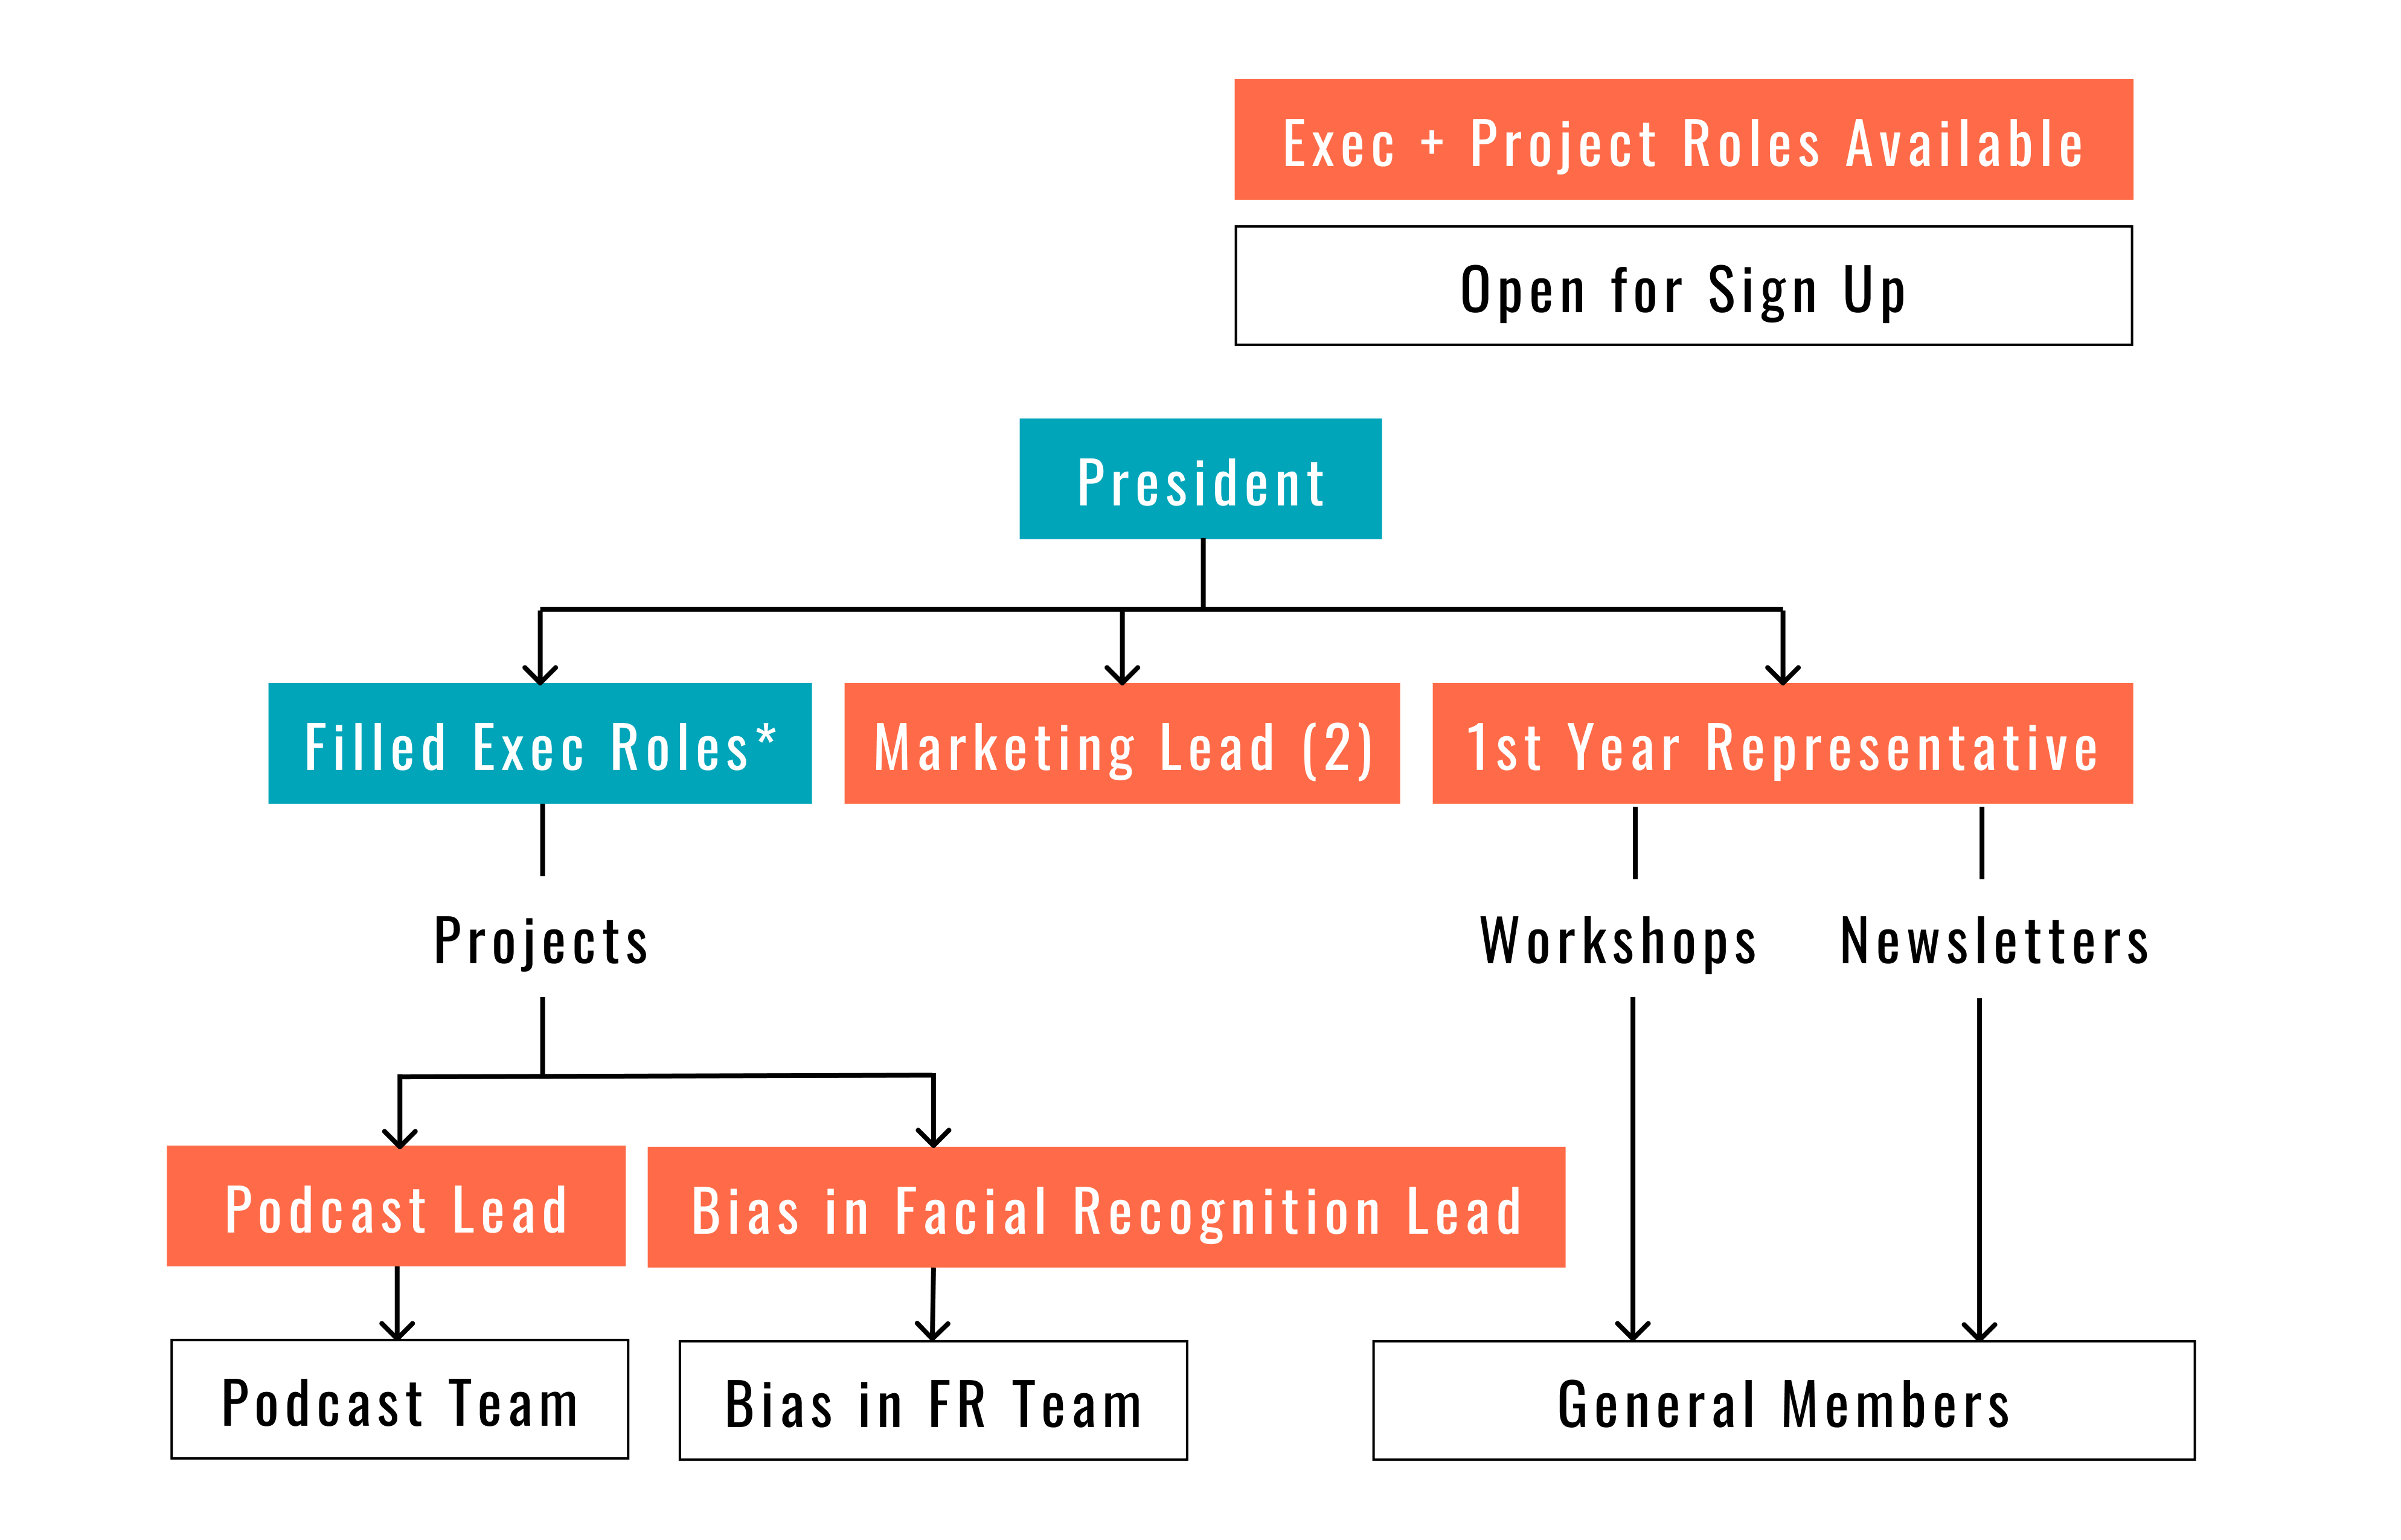 Exec + Project Roles Available
Open for Sign Up
President
Filled Exec Roles*
Marketing Lead (2)
1st Year Representative
Projects
Workshops
Newsletters
Podcast Lead
Bias in Facial Recognition Lead
Podcast Team
Bias in FR Team
General Members